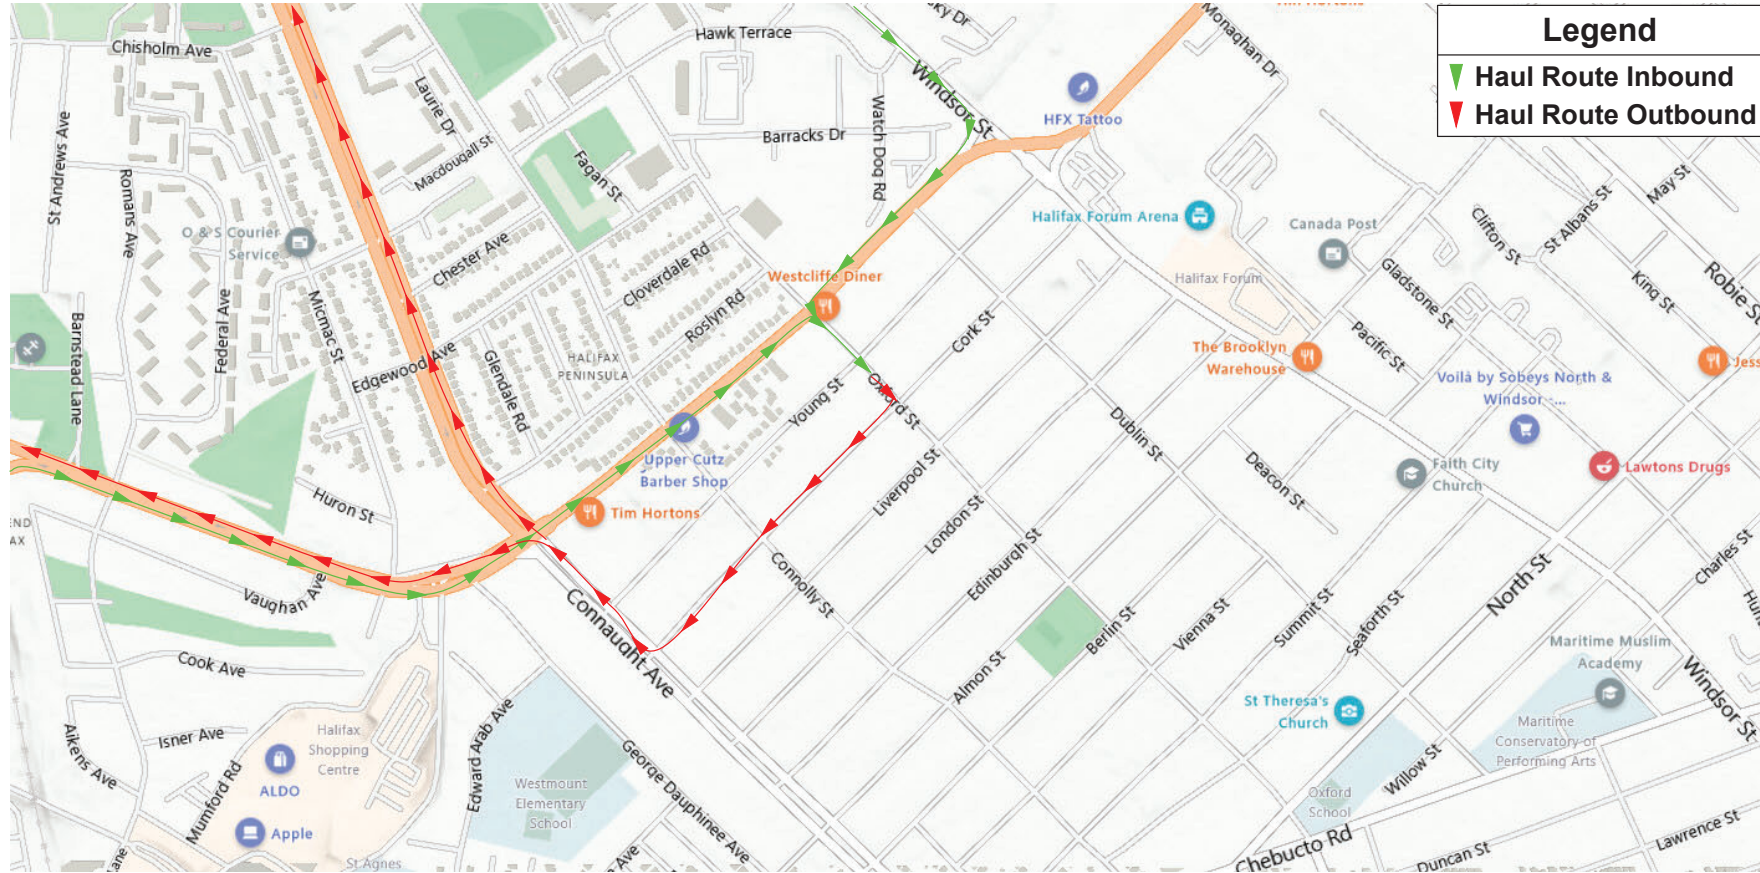 Legend
Haul Route Inbound
Haul Route Outbound
Chisholm Ave
St Andrews Ave
Romans Ave
Laurie Dr
Macdougall St
Hawk Terrace
Windsor St
Monaghan Dr
HFX Tattoo
Barracks Dr
Watch Dog Rd
Fagan St
O & S Courier
Service
Chester Ave
Cloverdale Rd
Roslyn Rd
Westcliffe Diner
Halifax Forum Arena
Canada Post
Halifax Forum
Clifton St
St Albans St
May St
King St
Robie St
Gladstone St
Pacific St
Barnstead Lane
Federal Ave
Micmac St
Edgewood Ave
Glendale Rd
HALIFAX
PENINSULA
Cork St
The Brooklyn
Warehouse
Voilà by Sobeys North &
Windsor -...
Jess
Young St
Oxford St
Dublin St
Deacon St
Upper Cutz
Barber Shop
Liverpool St
Faith City
Church
Lawtons Drugs
Tim Hortons
Huron St
London St
Edinburgh St
END
AX
Vaughan Ave
Connolly St
Connaught Ave
Almon St
Berlin St
Vienna St
Summit St
Seaforth St
North St
Charles St
Cook Ave
Maritime Muslim
Academy
St Theresa's
Church
Windsor St
Aikens Ave
Isner Ave
Mumford Rd
Halifax
Shopping
Centre
ALDO
Apple
Edward Arab Ave
George Dauphinee Ave
Westmount
Elementary
School
Maritime
Conservatory of
Performing Arts
Oxford
School
Willow St
Chebucto Rd
Duncan St
Lawrence St
St Agnes
Lane
Ave